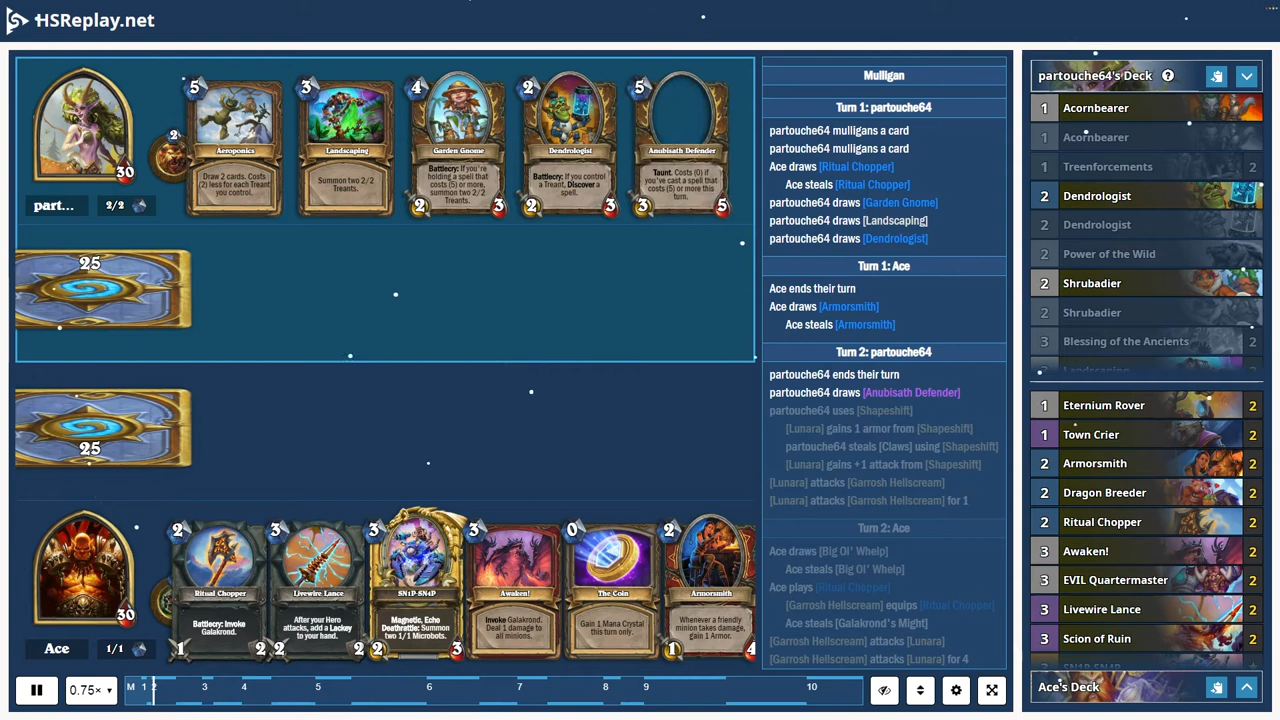 HSReplay.net
5
Aeroponics
Draw 2 cards. Costs
(2) less for each Treant
you control.
3
Landscaping
Summon two 2/2
Treants.
4
Garden Gnome
Battlecry: If you're
holding a spell that
costs (5) or more,
summon two 2/2
Treants.
2
3
2
Dendrologist
Battlecry: If you control
a Treant, Discover a
spell.
2
3
5
Anubisath Defender
Taunt. Costs (0) if
you've cast a spell that
costs (5) or more this
turn.
3
5
30
2
part...
2/2
25
25
30
Ace
1/1
2
Ritual Chopper
Battlecry: Invoke
Galakrond.
1
2
3
Livewire Lance
After your Hero
attacks, add a Lackey
to your hand.
2
2
3
SN1P-SN4P
Magnetic, Echo
Deathrattle: Summon
two 1/1 Microbots.
2
3
3
Awaken!
Invoke Galakrond.
Deal 1 damage to
all minions.
0
The Coin
Gain 1 Mana Crystal
this turn only.
2
Armorsmith
Whenever a friendly
minion takes damage,
gain 1 Armor.
1
4
Mulligan
Turn 1: partouche64
partouche64 mulligans a card
partouche64 mulligans a card
Ace draws [Ritual Chopper]
Ace steals [Ritual Chopper]
partouche64 draws [Garden Gnome]
partouche64 draws [Landscaping]
partouche64 draws [Dendrologist]
Turn 1: Ace
Ace ends their turn
Ace draws [Armorsmith]
Ace steals [Armorsmith]
Turn 2: partouche64
partouche64 ends their turn
partouche64 draws [Anubisath Defender]
partouche64 uses [Shapeshift]
[Lunara] gains 1 armor from [Shapeshift]
partouche64 steals [Claws] using [Shapeshift]
[Lunara] gains +1 attack from [Shapeshift]
[Lunara] attacks [Garrosh Hellscream]
[Lunara] attacks [Garrosh Hellscream] for 1
Turn 2: Ace
Ace draws [Big Ol' Whelp]
Ace steals [Big Ol' Whelp]
Ace plays [Ritual Chopper]
[Garrosh Hellscream] equips [Ritual Chopper]
Ace steals [Galakrond's Might]
[Garrosh Hellscream] attacks [Lunara]
[Garrosh Hellscream] attacks [Lunara] for 4
partouche64's Deck ?
1 Acornbearer
1 Acornbearer
1 Treenforcements 2
2 Dendrologist
2 Dendrologist
2 Power of the Wild 2
2 Shrubadier
2 Shrubadier
3 Blessing of the Ancients 2
Landscaping
1 Eternium Rover 2
1 Town Crier 2
2 Armorsmith 2
2 Dragon Breeder 2
2 Ritual Chopper 2
3 Awaken! 2
3 EVIL Quartermaster 2
3 Livewire Lance 2
3 Scion of Ruin 2
3 SN1P-SN4P
Ace's Deck
0.75×
M 1 2 3 4 5 6 7 8 9 10